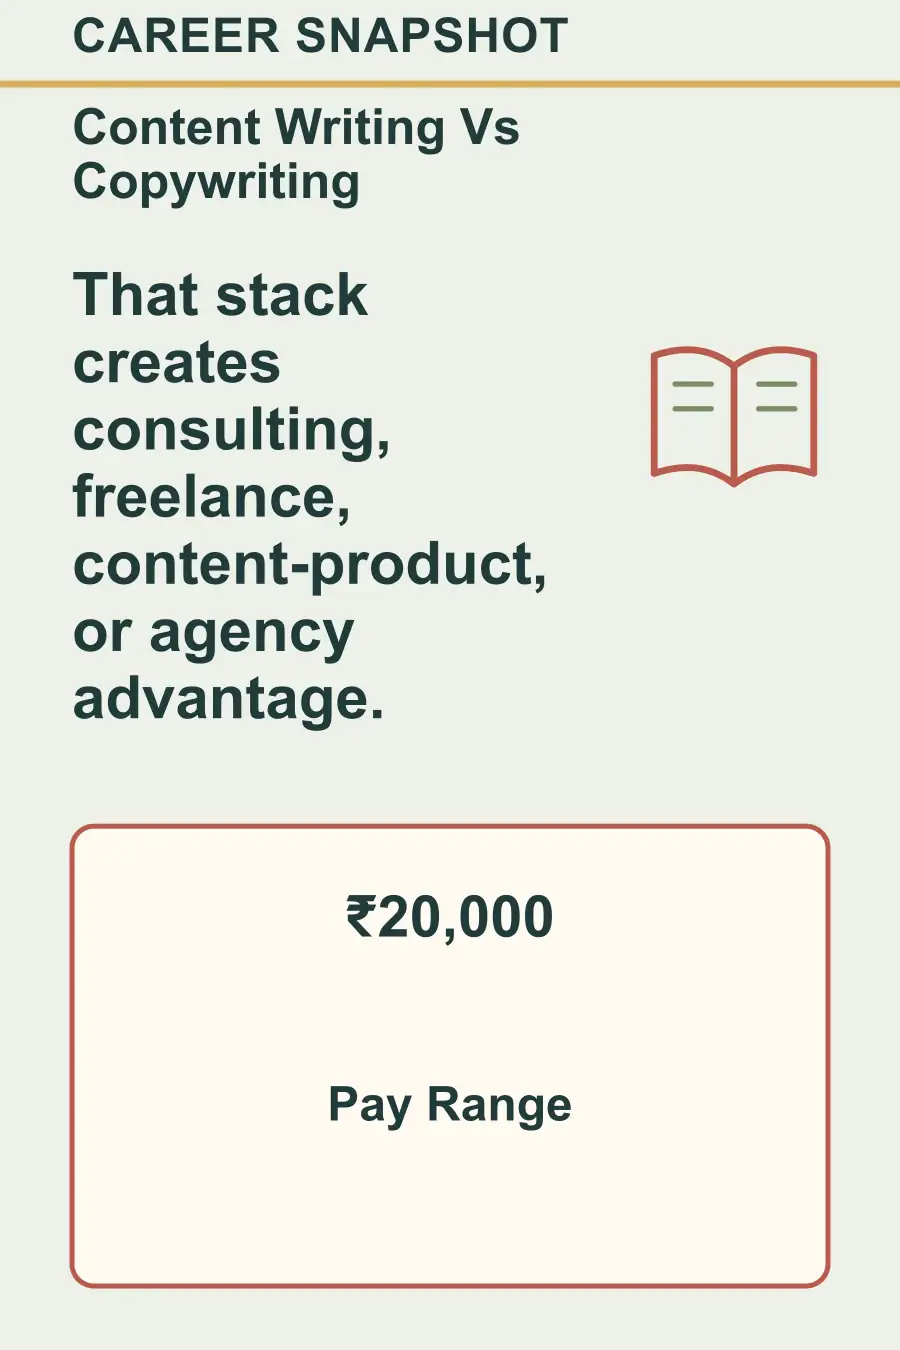 CAREER SNAPSHOT
Content Writing Vs
Copywriting
That stack
creates
consulting,
freelance,
content-product,
or agency
advantage.
₹20,000
Pay Range